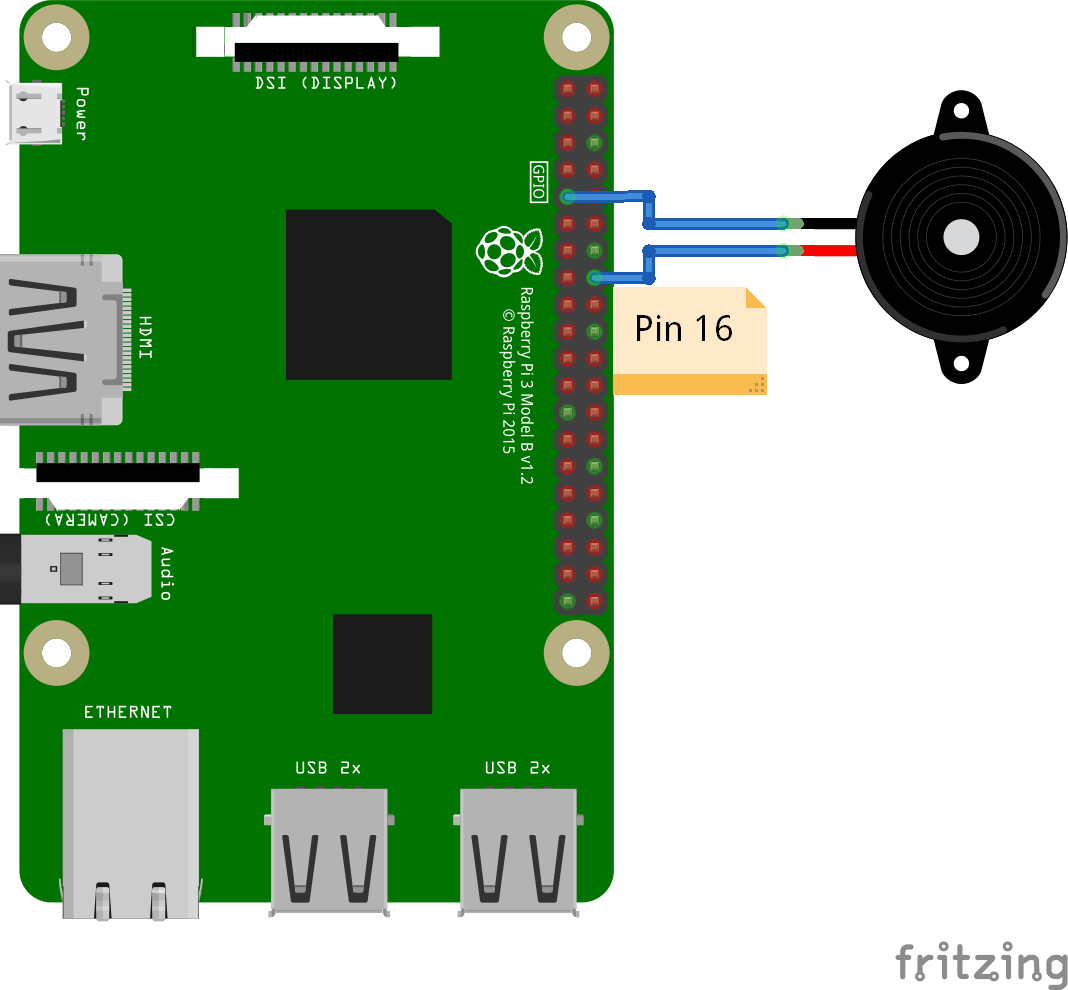 DSI (DISPLAY)
Power
GPIO
HDMI
Raspberry Pi 3 Model B v1.2
© Raspberry Pi 2015
Pin 16
CSI (CAMERA)
Audio
ETHERNET
USB 2x
USB 2x
fritzing